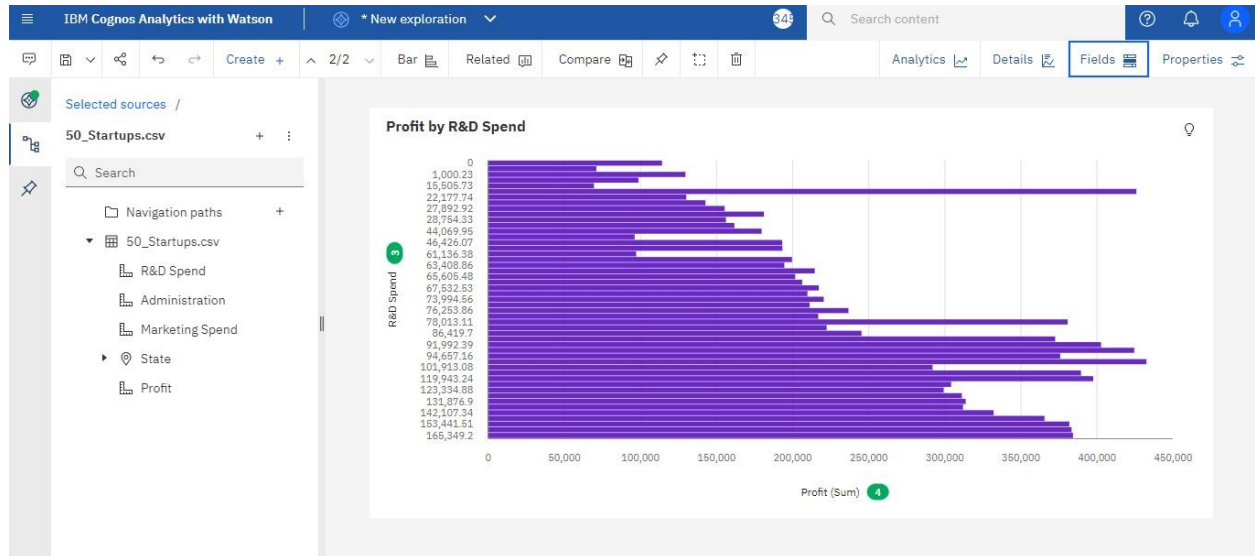 IBM Cognos Analytics with Watson
* New exploration
345
Search content
Create +
2/2
Bar
Related
Compare
Analytics
Details
Fields
Properties
Selected sources /
50_Startups.csv
Search
Navigation paths
50_Startups.csv
R&D Spend
Administration
Marketing Spend
State
Profit
Profit by R&D Spend
R&D Spend 3
0
1,000.23
15,505.73
22,177.74
27,892.92
28,754.33
44,069.95
46,426.07
61,136.38
63,408.86
65,605.48
67,532.53
73,994.56
76,253.86
78,013.11
86,419.7
91,992.39
94,657.16
101,913.08
119,943.24
123,334.88
131,876.9
142,107.34
153,441.51
165,349.2
0 50,000 100,000 150,000 200,000 250,000 300,000 350,000 400,000 450,000
Profit (Sum) 4